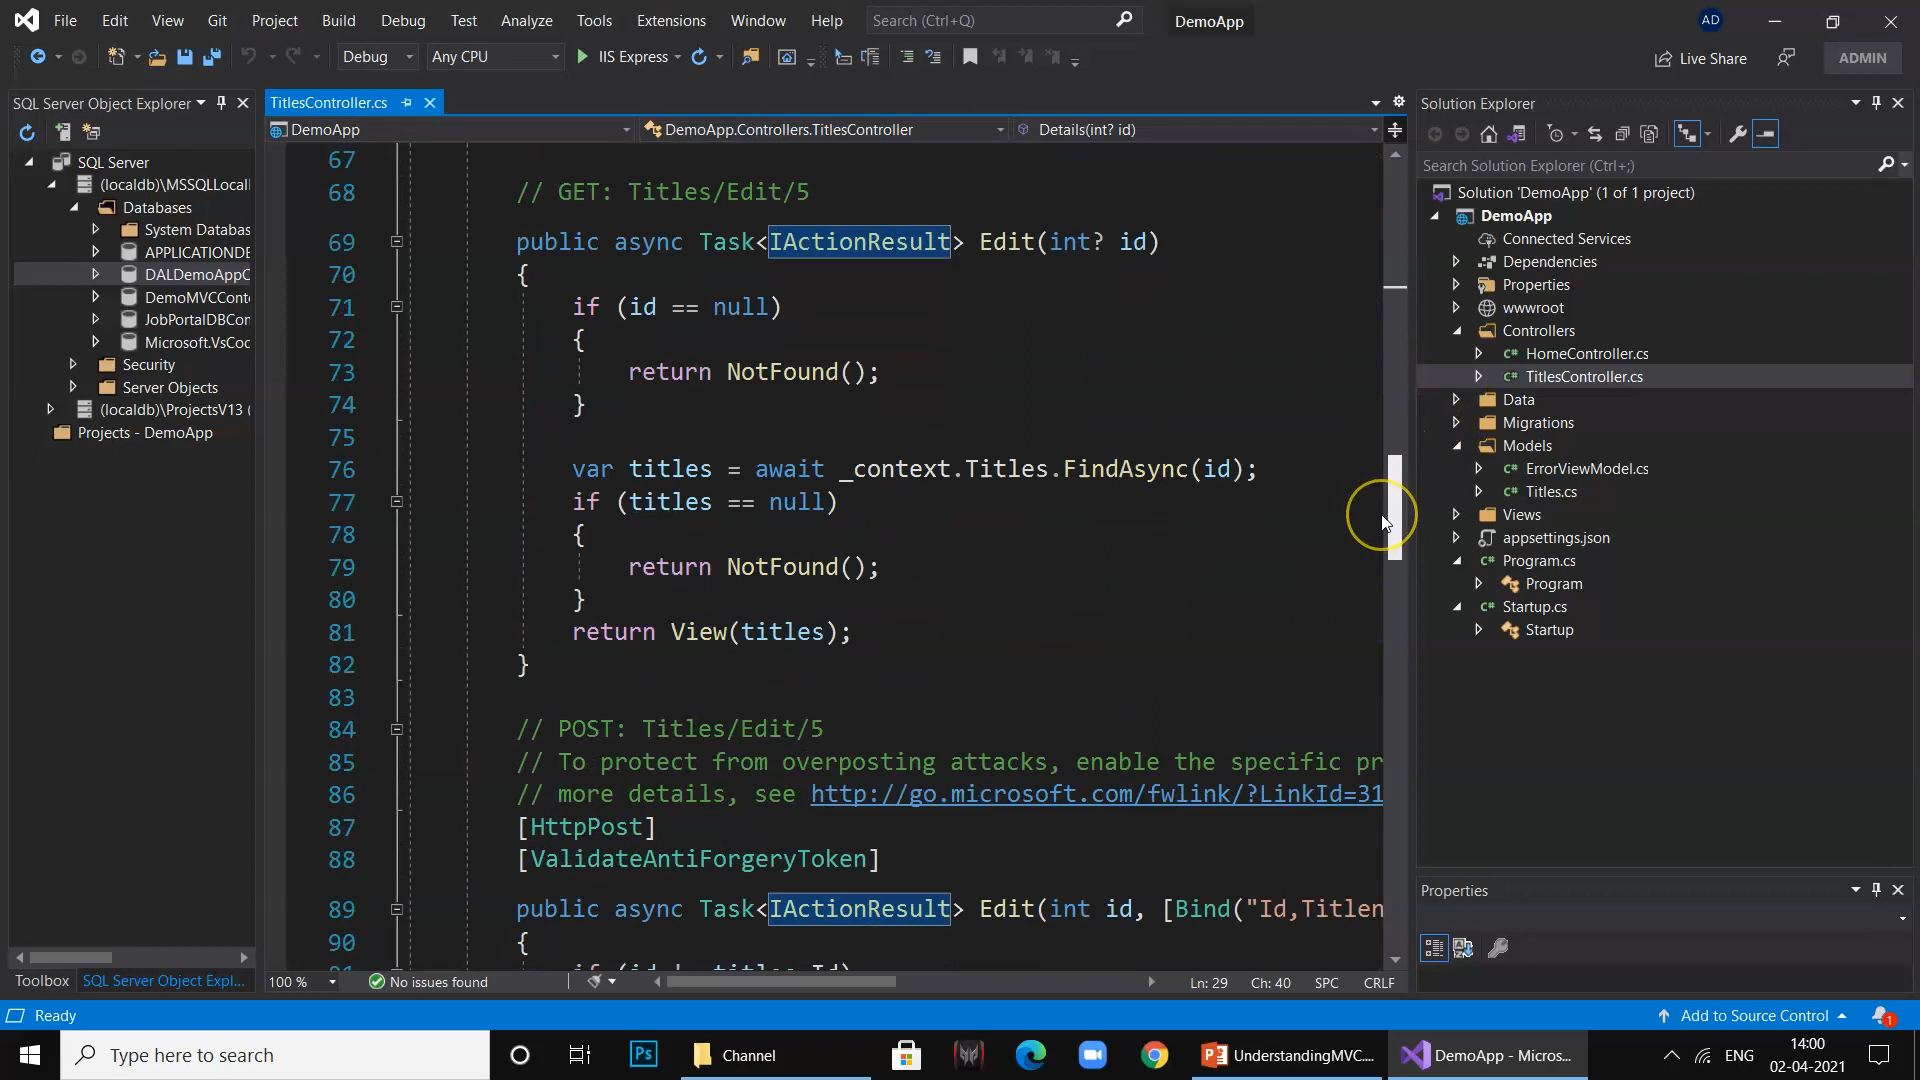 File Edit View Git Project Build Debug Test Analyze Tools Extensions Window Help Search (Ctrl+Q) DemoApp AD
Debug Any CPU IIS Express Live Share ADMIN
SQL Server Object Explorer
SQL Server
(localdb)\MSSQLLocal
Databases
System Databas
APPLICATIONDE
DALDemoAppC
DemoMVCConte
JobPortalDBCon
Microsoft.VsCoc
Security
Server Objects
(localdb)\ProjectsV13 (
Projects - DemoApp
Toolbox SQL Server Object Expl...
TitlesController.cs
DemoApp DemoApp.Controllers.TitlesController Details(int? id)
67
68 // GET: Titles/Edit/5
69 public async Task<IActionResult> Edit(int? id)
70 {
71 if (id == null)
72 {
73 return NotFound();
74 }
75
76 var titles = await _context.Titles.FindAsync(id);
77 if (titles == null)
78 {
79 return NotFound();
80 }
81 return View(titles);
82 }
83
84 // POST: Titles/Edit/5
85 // To protect from overposting attacks, enable the specific pr
86 // more details, see http://go.microsoft.com/fwlink/?LinkId=31
87 [HttpPost]
88 [ValidateAntiForgeryToken]
89 public async Task<IActionResult> Edit(int id, [Bind("Id,Titlen
90 {
100 % No issues found Ln: 29 Ch: 40 SPC CRLF
Solution Explorer
Search Solution Explorer (Ctrl+;)
Solution 'DemoApp' (1 of 1 project)
DemoApp
Connected Services
Dependencies
Properties
wwwroot
Controllers
C# HomeController.cs
C# TitlesController.cs
Data
Migrations
Models
C# ErrorViewModel.cs
C# Titles.cs
Views
appsettings.json
C# Program.cs
Program
C# Startup.cs
Startup
Properties
Ready Add to Source Control 1
Type here to search Ps Channel UnderstandingMVC.... DemoApp - Micros... ENG 14:00
02-04-2021